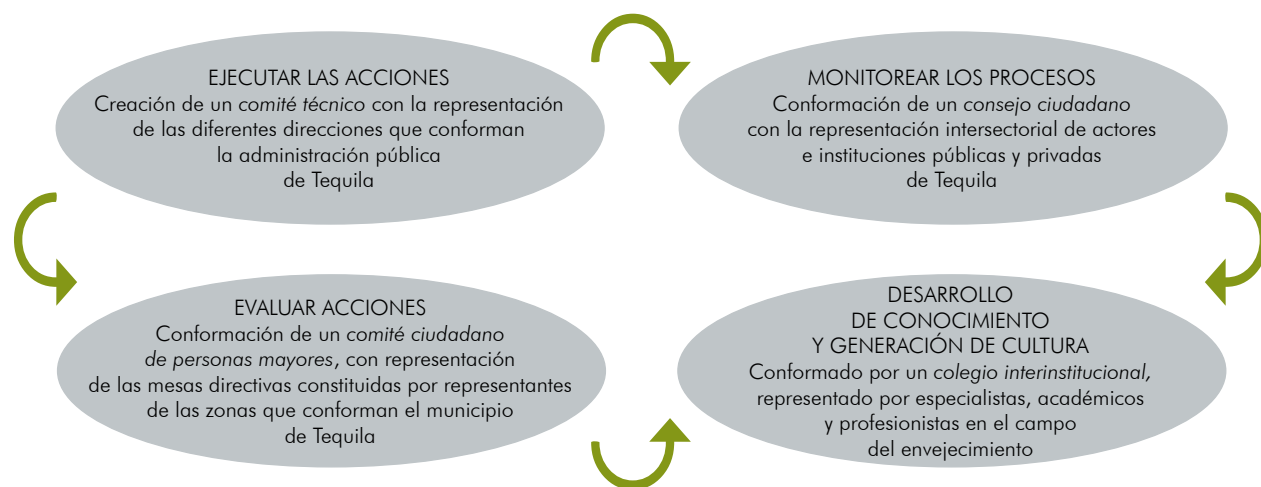 EJECUTAR LAS ACCIONES
Creación de un comité técnico con la representación
de las diferentes direcciones que conforman
la administración pública
de Tequila
MONITOREAR LOS PROCESOS
Conformación de un consejo ciudadano
con la representación intersectorial de actores
e instituciones públicas y privadas
de Tequila
EVALUAR ACCIONES
Conformación de un comité ciudadano
de personas mayores, con representación
de las mesas directivas constituidas por representantes
de las zonas que conforman el municipio
de Tequila
DESARROLLO
DE CONOCIMIENTO
Y GENERACIÓN DE CULTURA
Conformado por un colegio interinstitucional,
representado por especialistas, académicos
y profesionistas en el campo
del envejecimiento